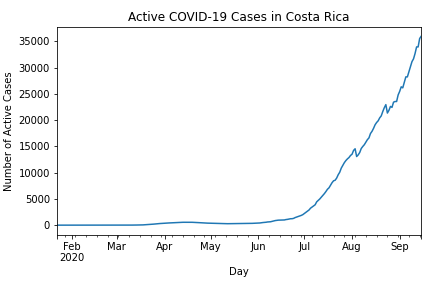 Active COVID-19 Cases in Costa Rica
Number of Active Cases
35000
30000
25000
20000
15000
10000
5000
0
Feb Mar Apr May Jun Jul Aug Sep
2020
Day